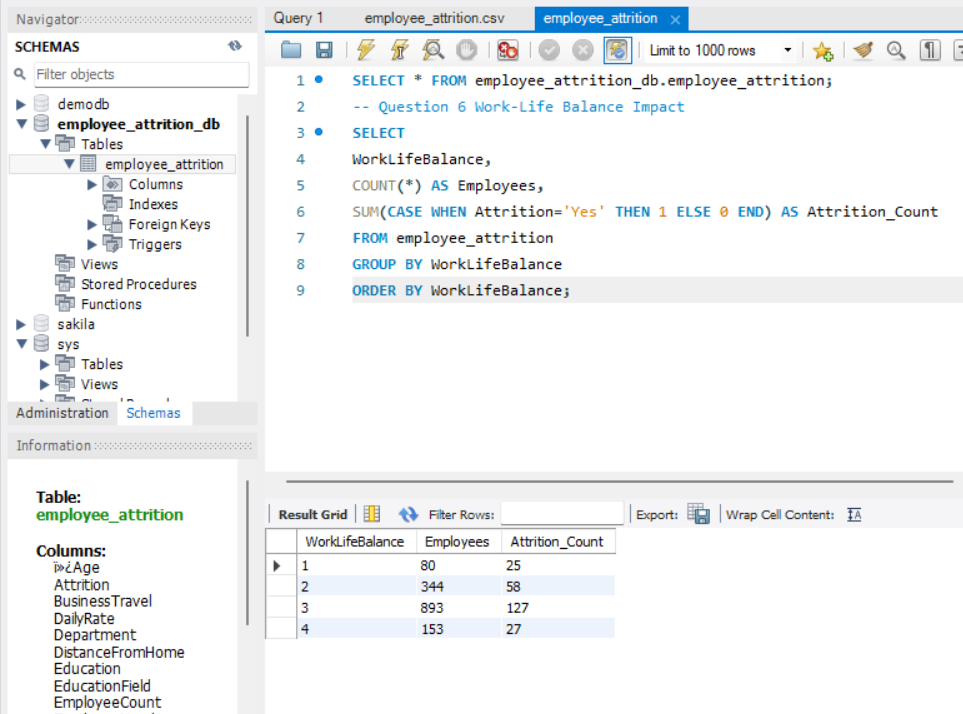 Navigator
SCHEMAS
Filter objects
demodb
employee_attrition_db
Tables
employee_attrition
Columns
Indexes
Foreign Keys
Triggers
Views
Stored Procedures
Functions
sakila
sys
Tables
Views
Administration Schemas
Information
Table:
employee_attrition
Columns:
ï»¿Age
Attrition
BusinessTravel
DailyRate
Department
DistanceFromHome
Education
EducationField
EmployeeCount
Query 1 employee_attrition.csv employee_attrition
Limit to 1000 rows
1 SELECT * FROM employee_attrition_db.employee_attrition;
2 -- Question 6 Work-Life Balance Impact
3 SELECT
4 WorkLifeBalance,
5 COUNT(*) AS Employees,
6 SUM(CASE WHEN Attrition='Yes' THEN 1 ELSE 0 END) AS Attrition_Count
7 FROM employee_attrition
8 GROUP BY WorkLifeBalance
9 ORDER BY WorkLifeBalance;
Result Grid Filter Rows: Export: Wrap Cell Content:
WorkLifeBalance Employees Attrition_Count
1 80 25
2 344 58
3 893 127
4 153 27